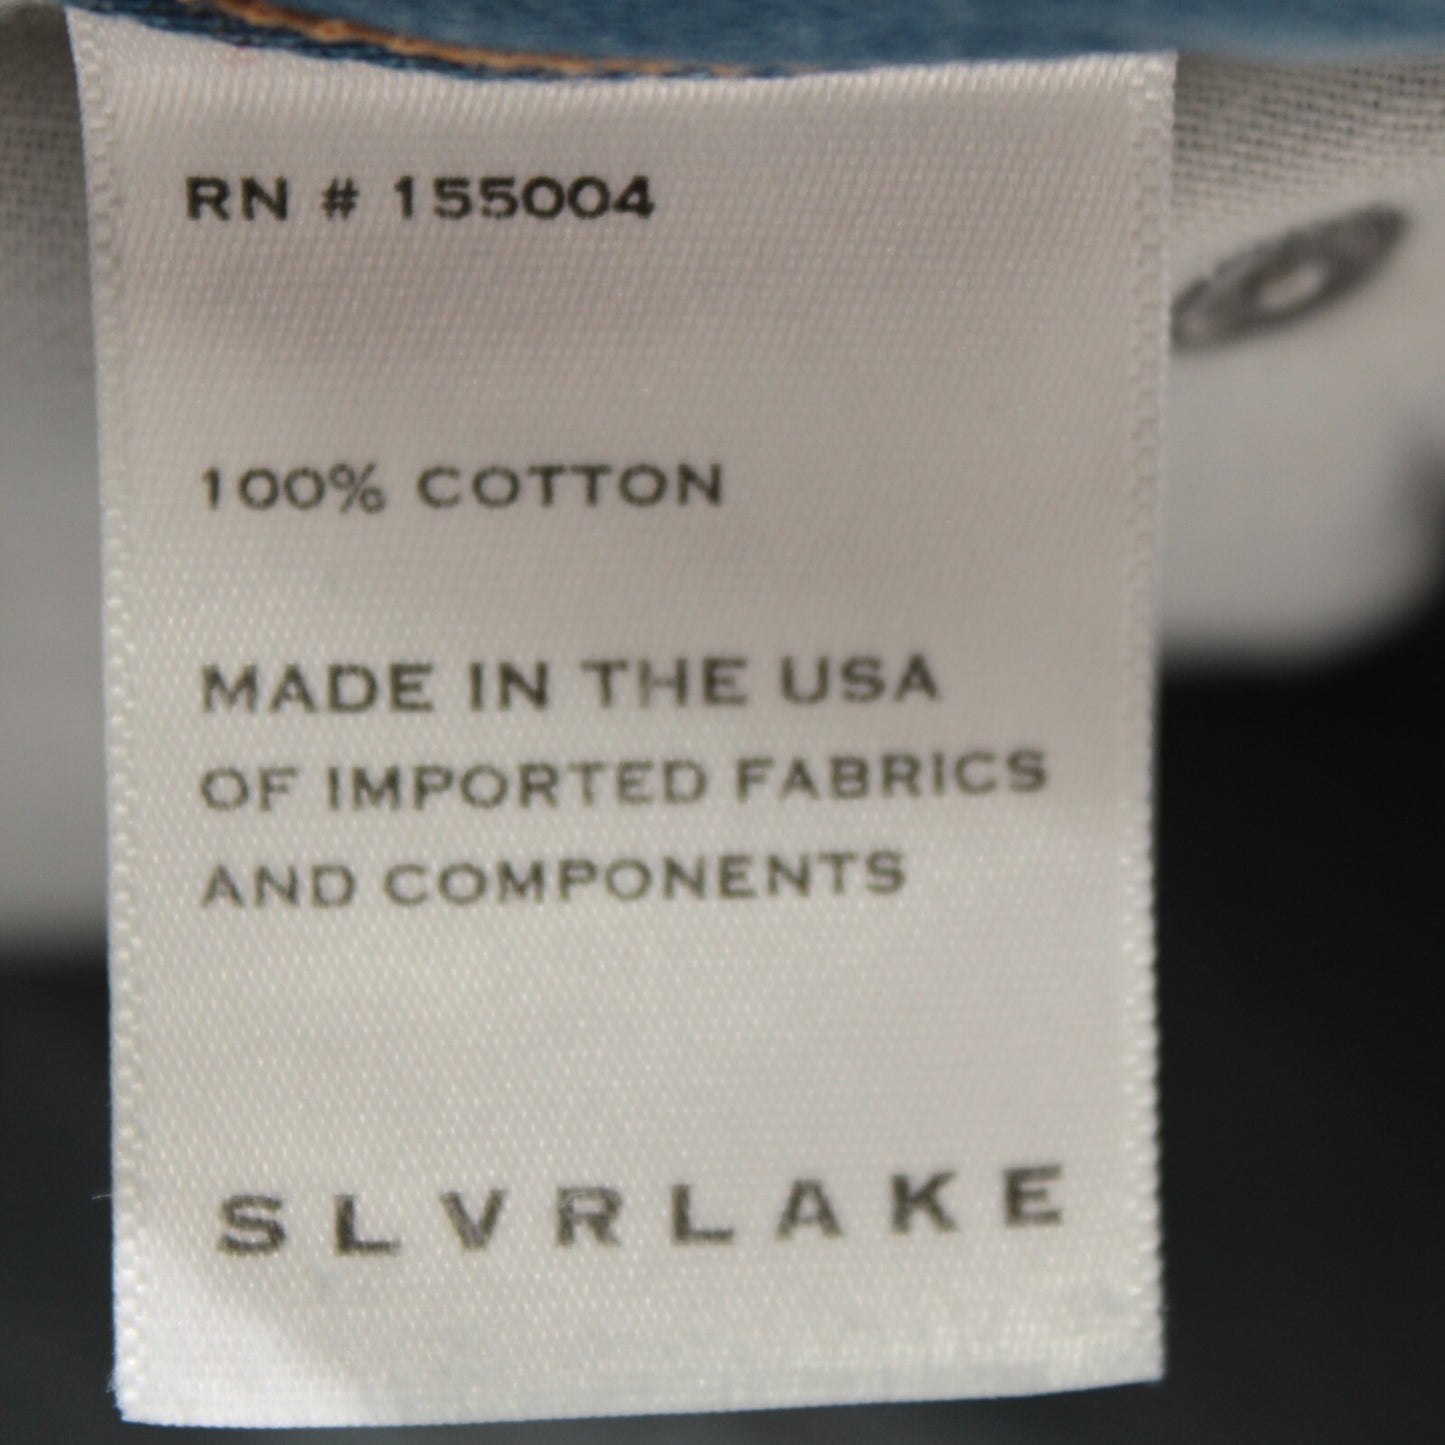 RN # 155004
100% COTTON
MADE IN THE USA
OF IMPORTED FABRICS
AND COMPONENTS
SLVRLAKE